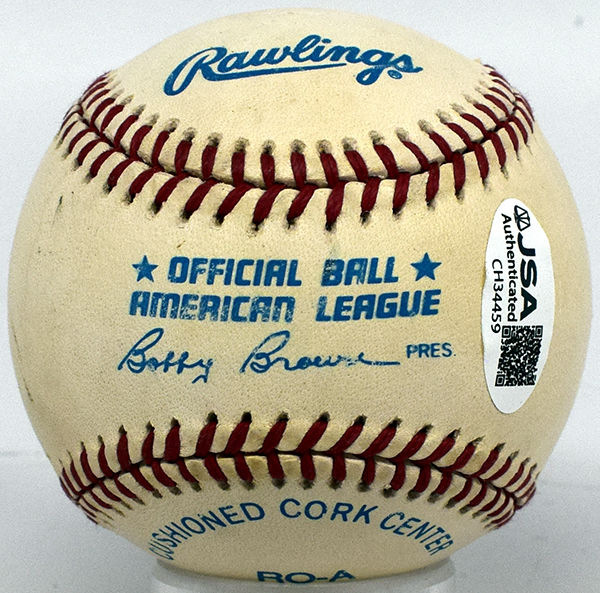 Rawlings
★ OFFICIAL BALL ★
AMERICAN LEAGUE
Bobby Brown PRES.
CUSHIONED CORK CENTER
RO-A
JSA
Authenticated
CH34459